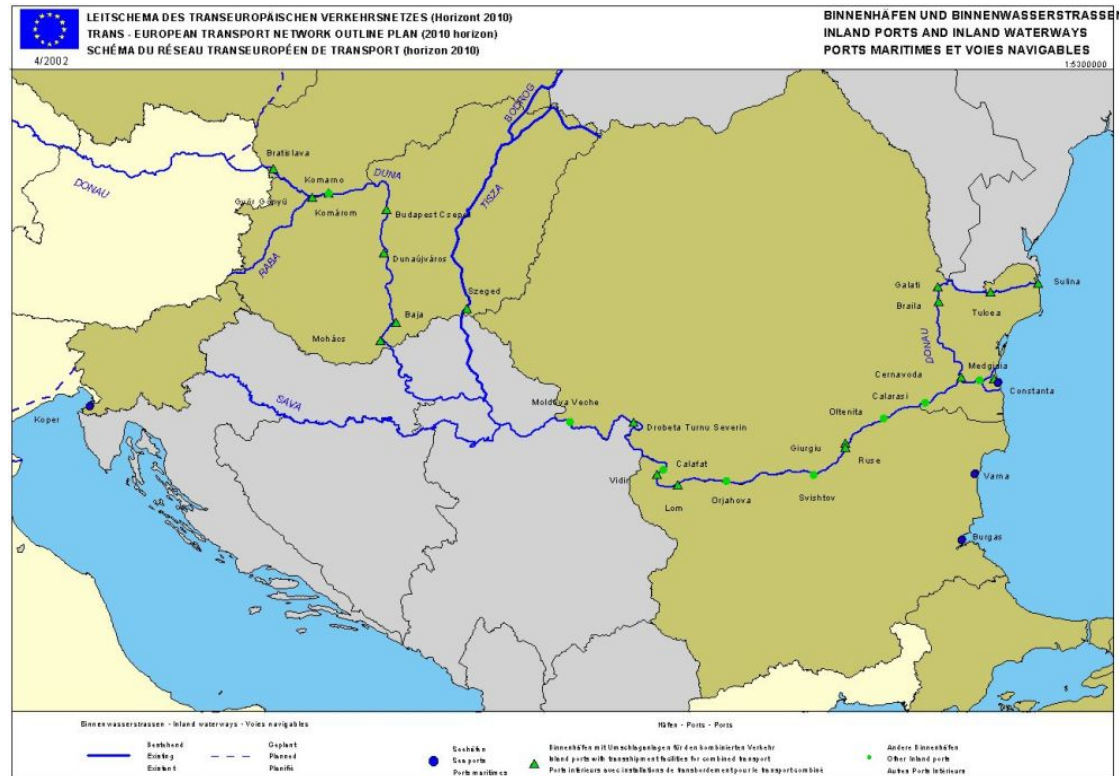 LEITSCHEMA DES TRANSEUROPÄISCHEN VERKEHRSNETZES (Horizont 2010)
TRANS - EUROPEAN TRANSPORT NETWORK OUTLINE PLAN (2010 horizon)
SCHÉMA DU RÉSEAU TRANSEUROPÉEN DE TRANSPORT (horizon 2010)
4/2002
BINNENHÄFEN UND BINNENWASSERSTRASSEN
INLAND PORTS AND INLAND WATERWAYS
PORTS MARITIMES ET VOIES NAVIGABLES
1:5300000
BODROG
Bratislava
DONAU
Komarno
DUNA
TISZA
Györ Gönyü
Komárom
Budapest Czepel
RABA
Dunaújváros
Szeged
Baja
Mohács
Galati
Sulina
Braila
Tulcea
DONAU
Cernavoda
Medgidia
Constanta
Calarasi
SAVA
Moldova Veche
Oltenita
Koper
Drobeta Turnu Severin
Giurgiu
Ruse
Calafat
Vidin
Lom
Orjahova
Svishtov
Varna
Burgas
Binnenwasserstrassen - Inland waterways - Voies navigables
Bestehend
Existing
Existant
Geplant
Planned
Planifié
Häfen - Ports - Ports
Seehäfen
Sea ports
Ports maritimes
Binnenhäfen mit Umschlaganlagen für den kombinierten Verkehr
Inland ports with transhipment facilities for combined transport
Ports intérieurs avec installations de transbordement pour le transport combiné
Andere Binnenhäfen
Other Inland ports
Autres Ports Intérieurs